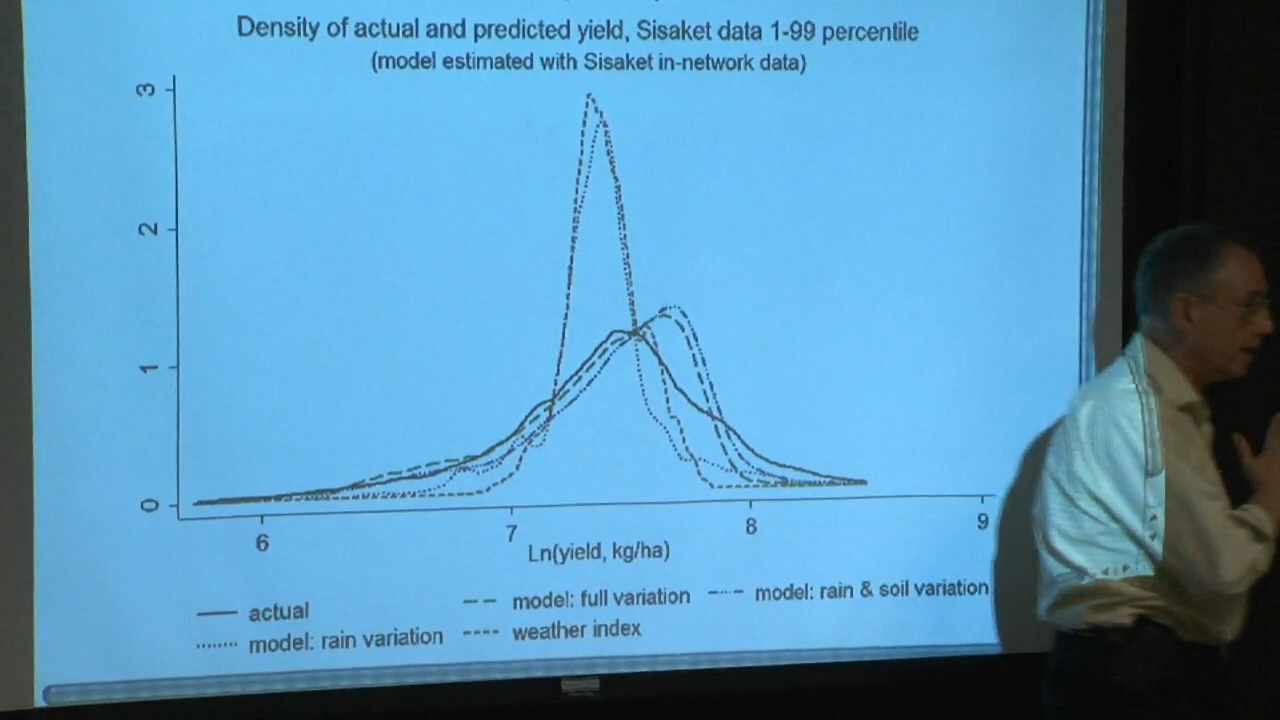 Density of actual and predicted yield, Sisaket data 1-99 percentile
(model estimated with Sisaket in-network data)
3
2
1
0
6
7
8
9
Ln(yield, kg/ha)
actual
model: full variation
model: rain & soil variation
model: rain variation
weather index